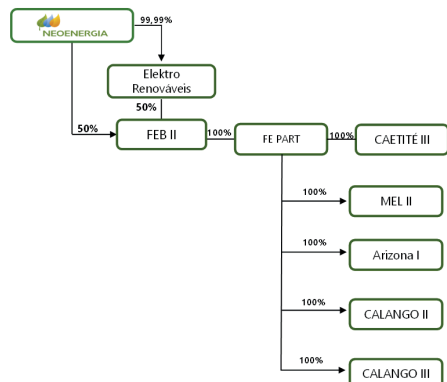 NEOENERGIA
99,99%
Elektro
Renováveis
50%
50%
FEB II
100%
FE PART
100%
CAETITÉ III
100%
MEL II
100%
Arizona I
100%
CALANGO II
100%
CALANGO III